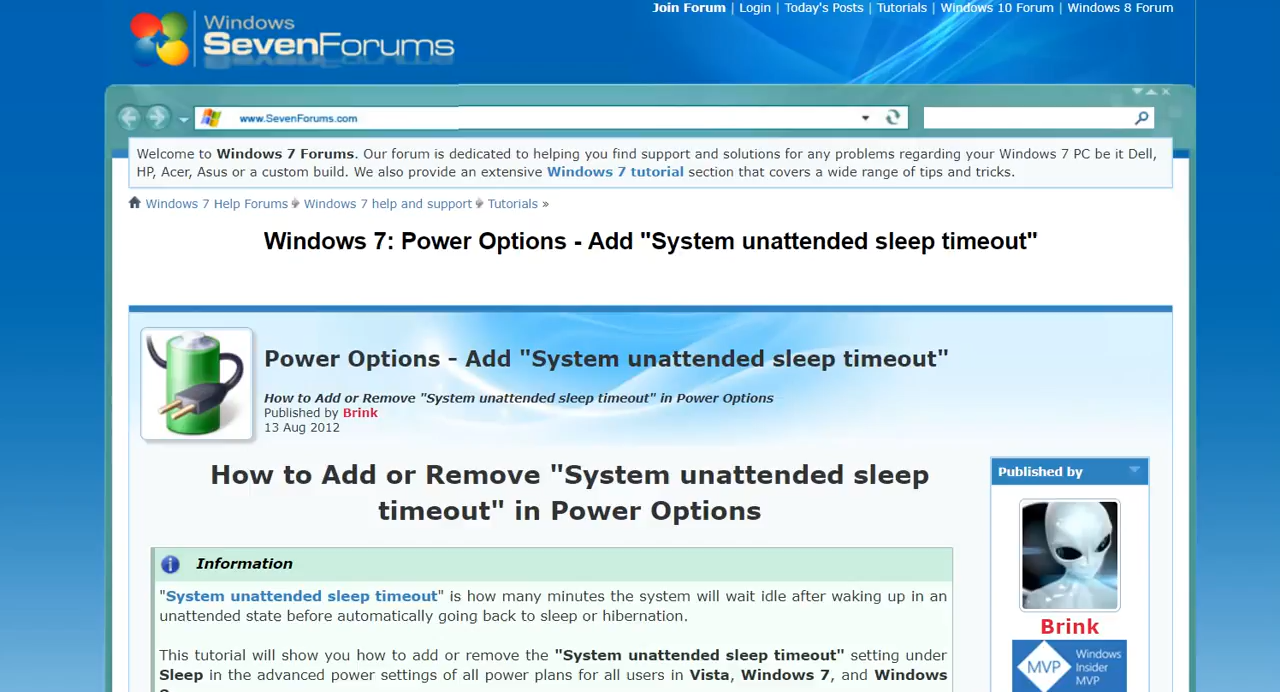 Windows
SevenForums
Join Forum | Login | Today's Posts | Tutorials | Windows 10 Forum | Windows 8 Forum
www.SevenForums.com
Welcome to Windows 7 Forums. Our forum is dedicated to helping you find support and solutions for any problems regarding your Windows 7 PC be it Dell,
HP, Acer, Asus or a custom build. We also provide an extensive Windows 7 tutorial section that covers a wide range of tips and tricks.
Windows 7 Help Forums Windows 7 help and support Tutorials »
Windows 7: Power Options - Add "System unattended sleep timeout"
Power Options - Add "System unattended sleep timeout"
How to Add or Remove "System unattended sleep timeout" in Power Options
Published by Brink
13 Aug 2012
How to Add or Remove "System unattended sleep
timeout" in Power Options
Information
"System unattended sleep timeout" is how many minutes the system will wait idle after waking up in an
unattended state before automatically going back to sleep or hibernation.
This tutorial will show you how to add or remove the "System unattended sleep timeout" setting under
Sleep in the advanced power settings of all power plans for all users in Vista, Windows 7, and Windows
Published by
Brink
MVP
Windows
Insider
MVP